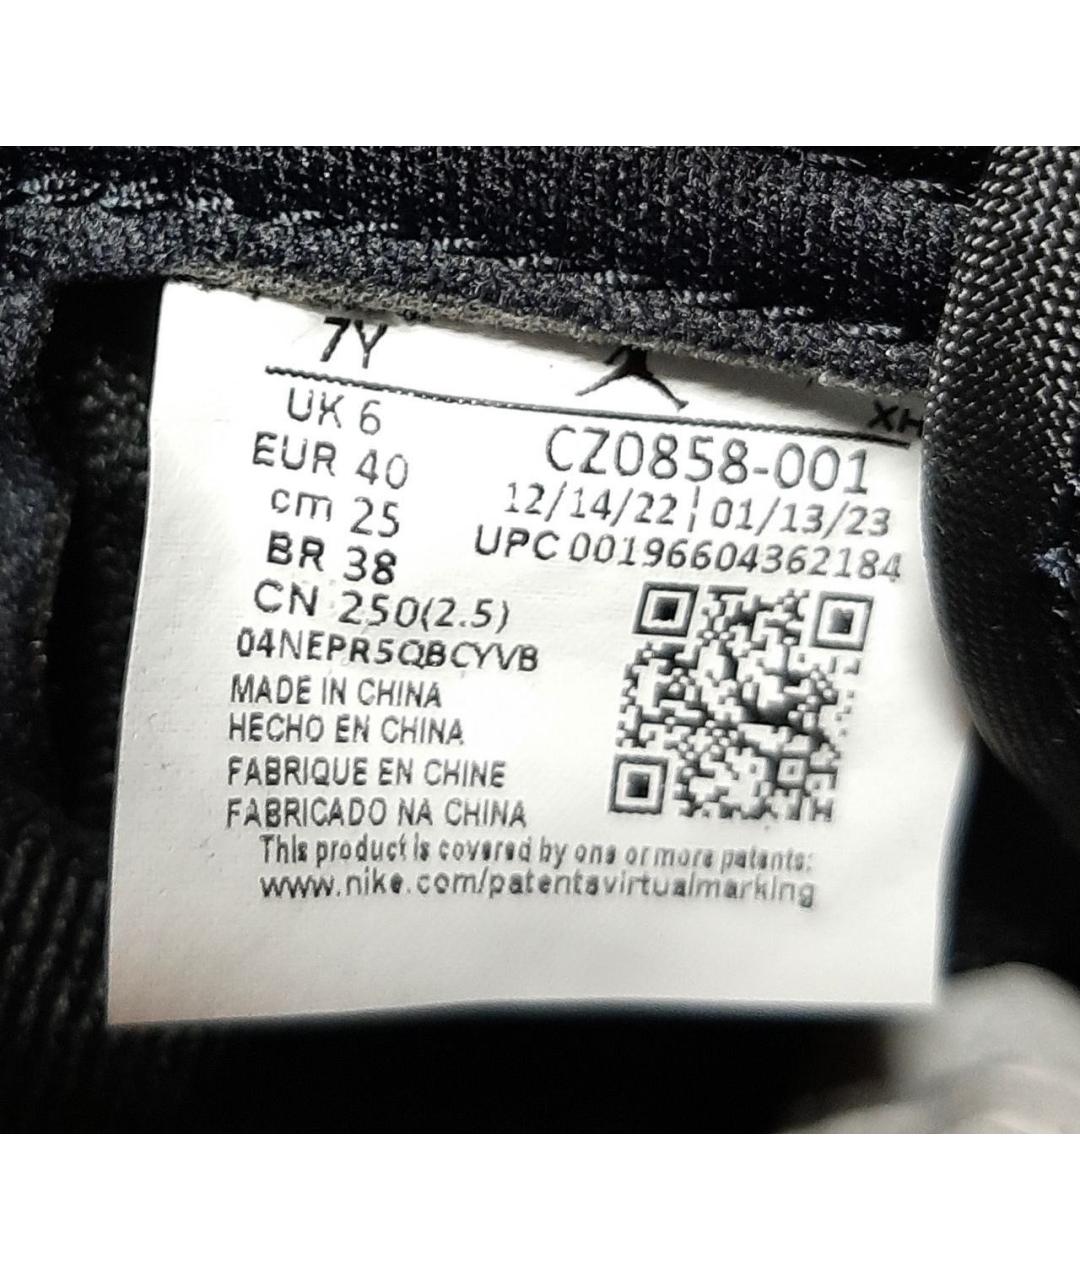 7Y
XH
UK 6
EUR 40
cm 25
BR 38
CN 250(2.5)
04NEPR5QBCYVB
MADE IN CHINA
HECHO EN CHINA
FABRIQUE EN CHINE
FABRICADO NA CHINA
CZ0858-001
12/14/22 | 01/13/23
UPC 00196604362184
This product is covered by one or more patents:
www.nike.com/patentsvirtualmarking